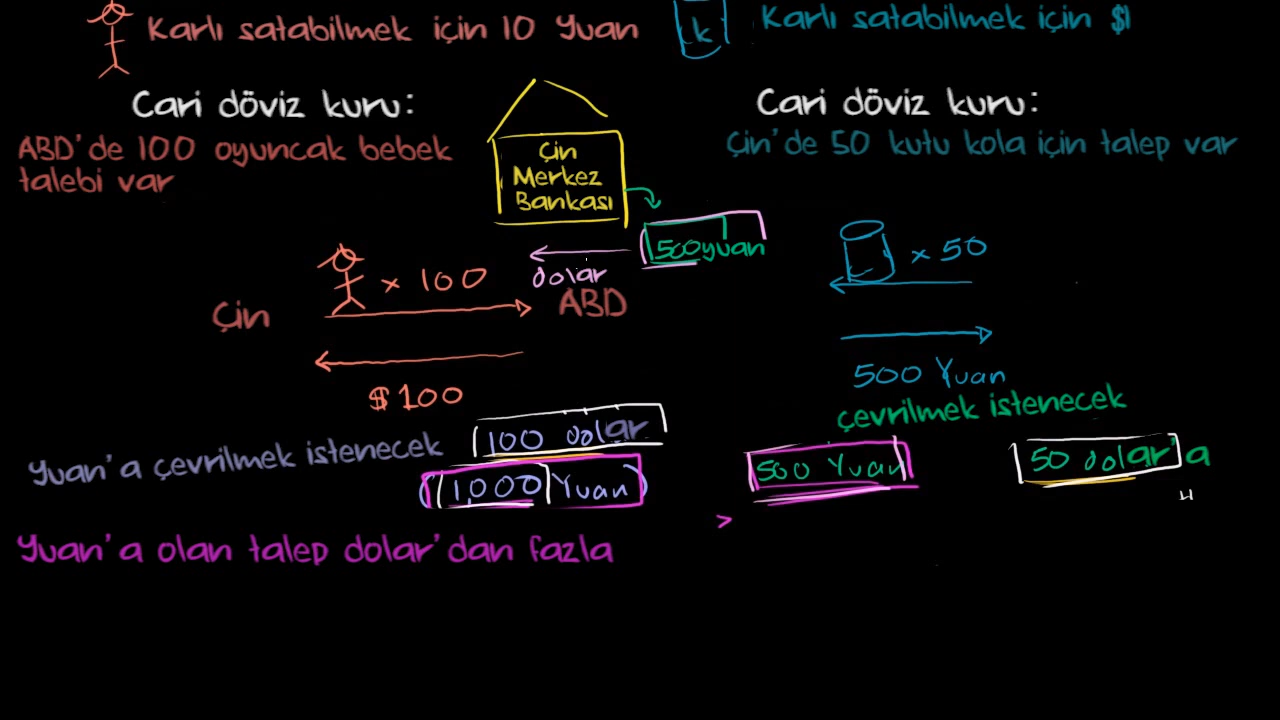 Karlı satabilmek için 10 Yuan
k
Karlı satabilmek için $1
Cari döviz kuru:
ABD'de 100 oyuncak bebek
talebi var
Çin
Merkez
Bankası
Cari döviz kuru:
Çin'de 50 kutu kola için talep var
500 yuan
dolar
x 100
Çin
ABD
$100
x 50
500 Yuan
çevrilmek istenecek
Yuan'a çevrilmek istenecek
100 dolar
(1,000 Yuan)
500 Yuan
50 dolar'a
>
Yuan'a olan talep dolar'dan fazla